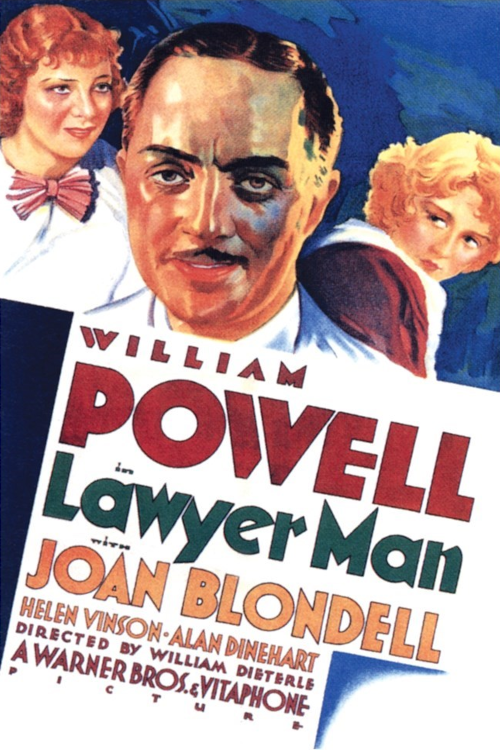 WILLIAM
POWELL
in
Lawyer Man
with
JOAN BLONDELL
HELEN VINSON · ALAN DINEHART
DIRECTED BY WILLIAM DIETERLE
A WARNER BROS. & VITAPHONE
PICTURE